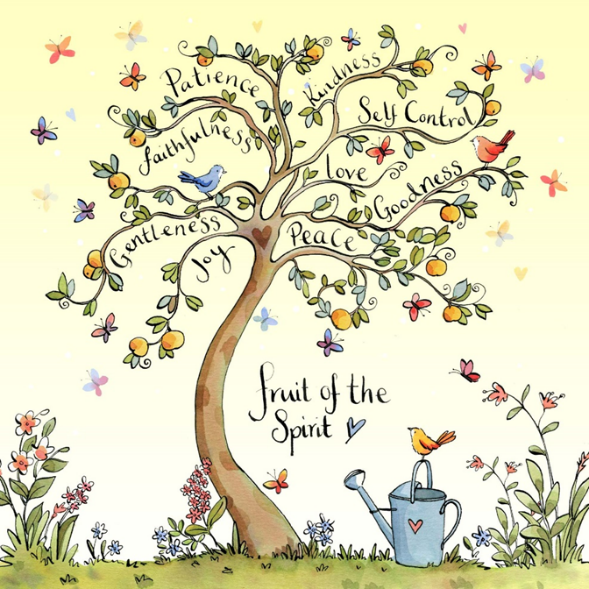 Patience
kindness
Self Control
faithfulness
Love
Goodness
Gentleness
Joy
Peace
fruit of the
Spirit